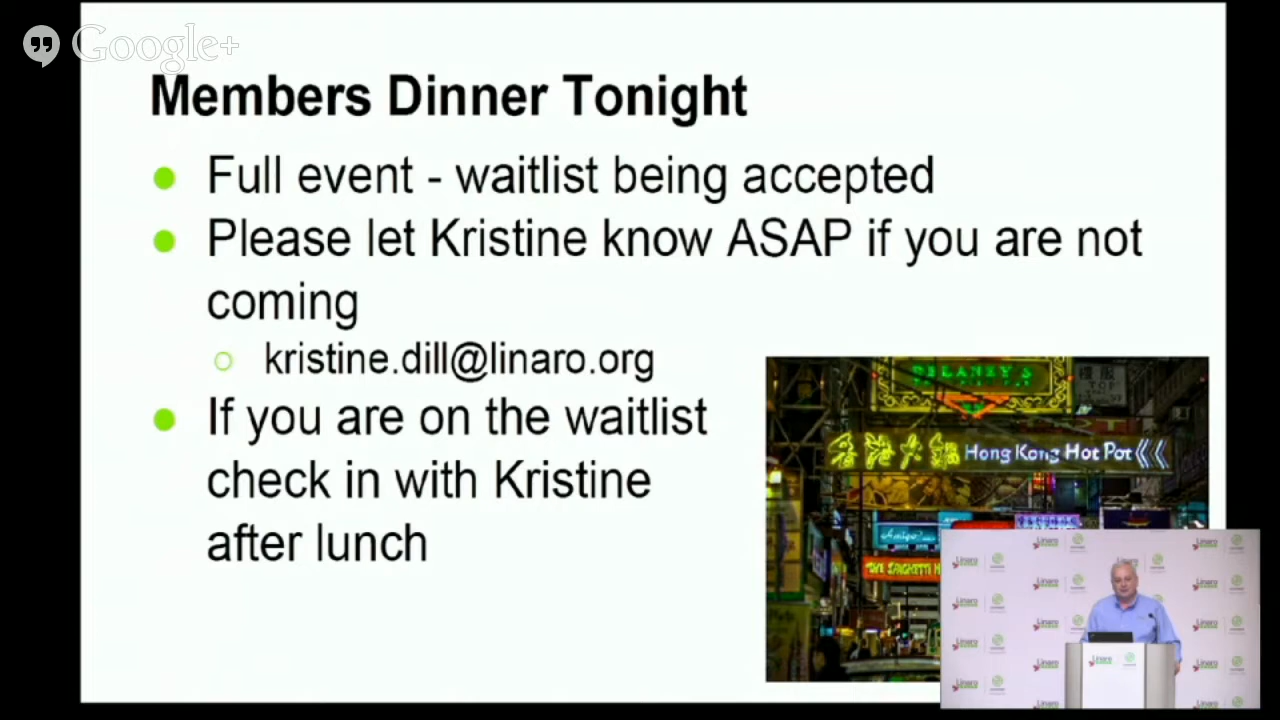 Google+
Members Dinner Tonight
Full event - waitlist being accepted
Please let Kristine know ASAP if you are not
coming
kristine.dill@linaro.org
If you are on the waitlist
check in with Kristine
after lunch
DELANEY'S
Hong Kong Hot Pot
Linaro